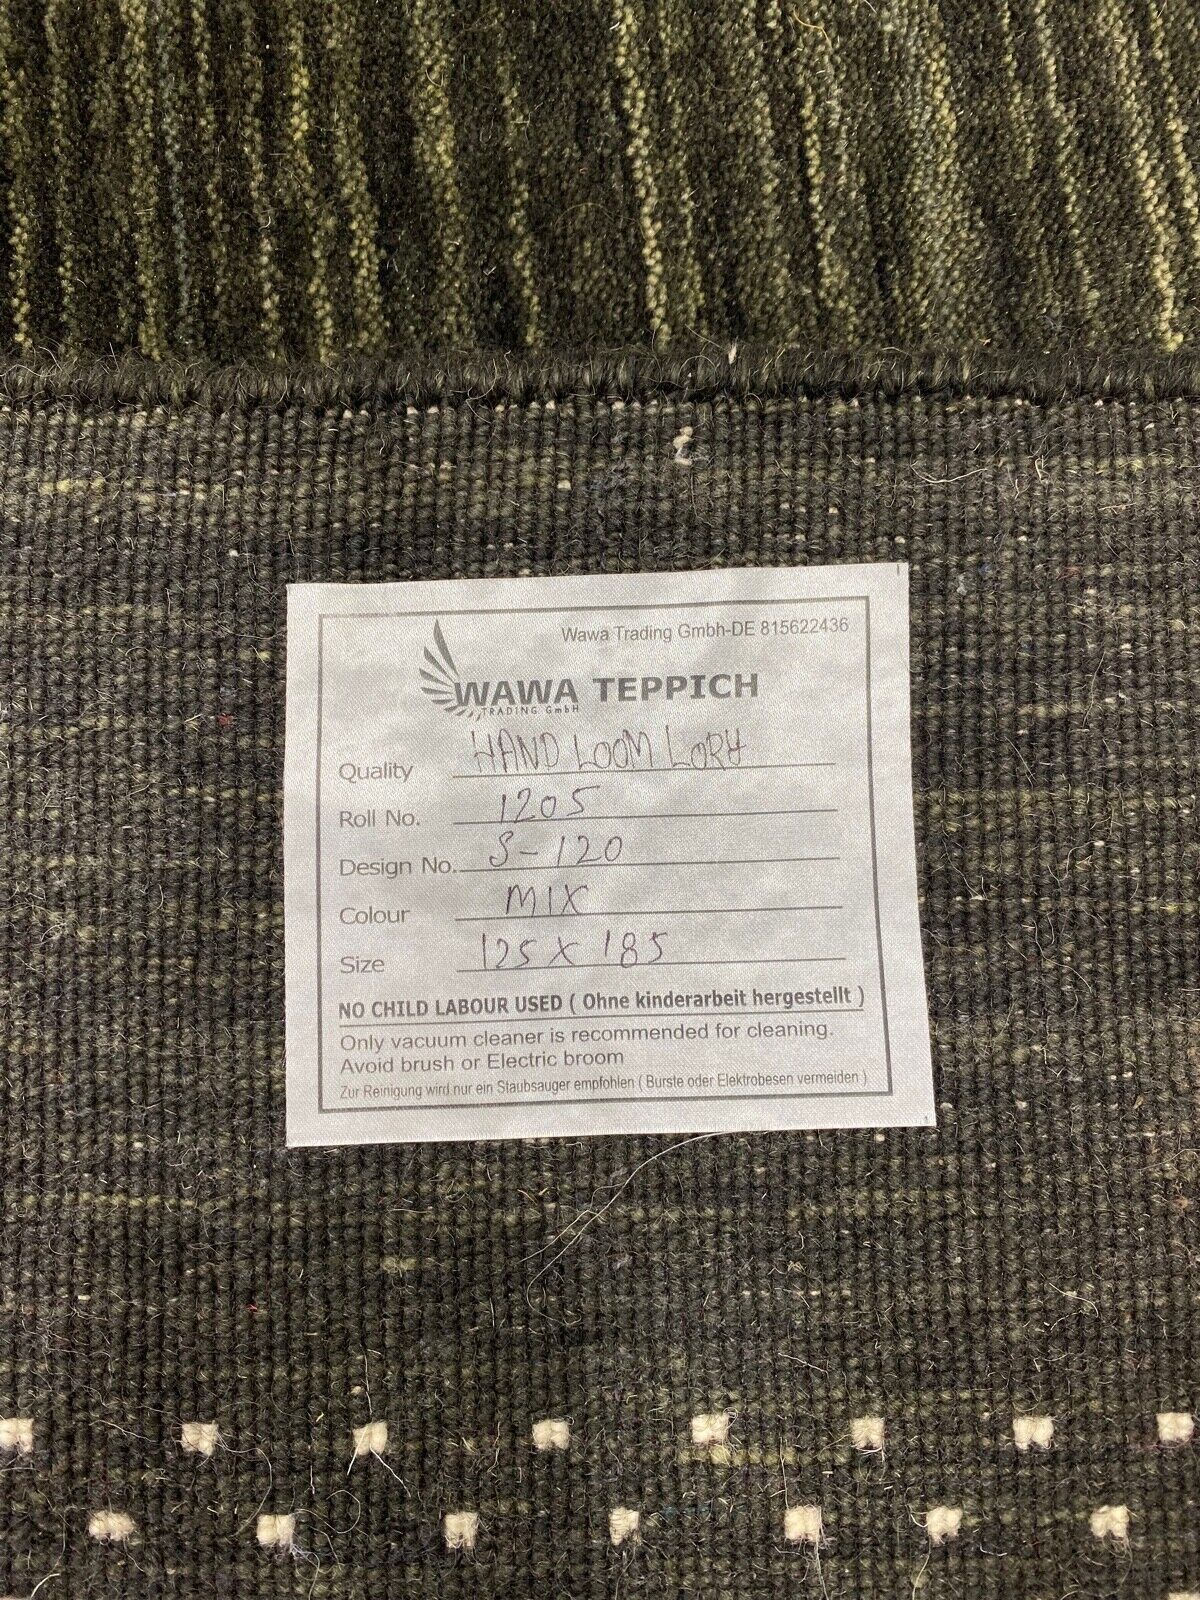 Wawa Trading Gmbh-DE 815622436
WAWA TEPPICH
TRADING GmbH
Quality HAND LOOM LORH
Roll No. 1205
Design No. S-120
Colour MIX
Size 125 X 185
NO CHILD LABOUR USED ( Ohne kinderarbeit hergestellt )
Only vacuum cleaner is recommended for cleaning.
Avoid brush or Electric broom
Zur Reinigung wird nur ein Staubsauger empfohlen ( Burste oder Elektrobesen vermeiden )